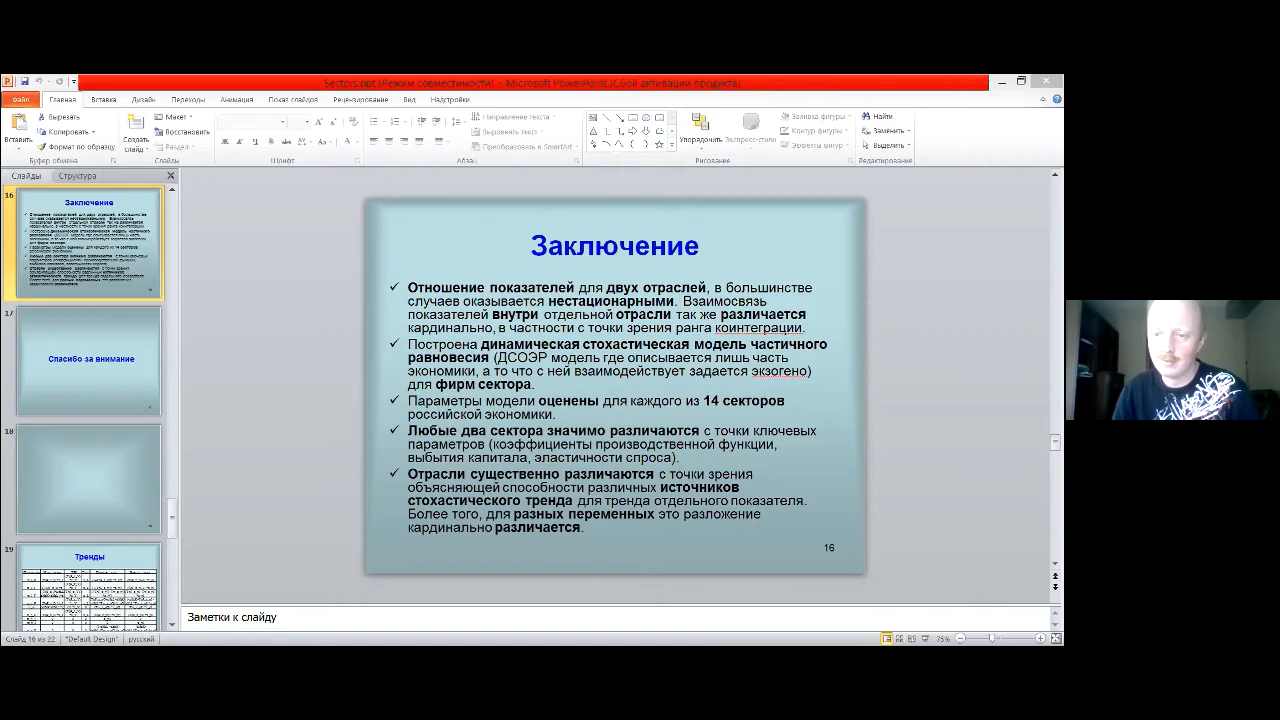 Sectors.ppt [Режим совместимости] - Microsoft PowerPoint (Сбой активации продукта)
Файл Главная Вставка Дизайн Переходы Анимация Показ слайдов Рецензирование Вид Надстройки
Вставить
Вырезать
Копировать
Формат по образцу
Буфер обмена
Создать слайд
Макет
Восстановить
Раздел
Слайды
Шрифт
Направление текста
Выровнять текст
Преобразовать в SmartArt
Абзац
Упорядочить
Экспресс-стили
Заливка фигуры
Контур фигуры
Эффекты фигур
Рисование
Найти
Заменить
Выделить
Редактирование
Слайды Структура
16
Заключение
17
Спасибо за внимание
18
19
Тренды
Заключение
✓ Отношение показателей для двух отраслей, в большинстве
случаев оказывается нестационарными. Взаимосвязь
показателей внутри отдельной отрасли так же различается
кардинально, в частности с точки зрения ранга коинтеграции.
✓ Построена динамическая стохастическая модель частичного
равновесия (ДСОЭР модель где описывается лишь часть
экономики, а то что с ней взаимодействует задается экзогено)
для фирм сектора.
✓ Параметры модели оценены для каждого из 14 секторов
российской экономики.
✓ Любые два сектора значимо различаются с точки ключевых
параметров (коэффициенты производственной функции,
выбытия капитала, эластичности спроса).
✓ Отрасли существенно различаются с точки зрения
объясняющей способности различных источников
стохастического тренда для тренда отдельного показателя.
Более того, для разных переменных это разложение
кардинально различается.
16
Заметки к слайду
Слайд 16 из 22 "Default Design" русский 75%